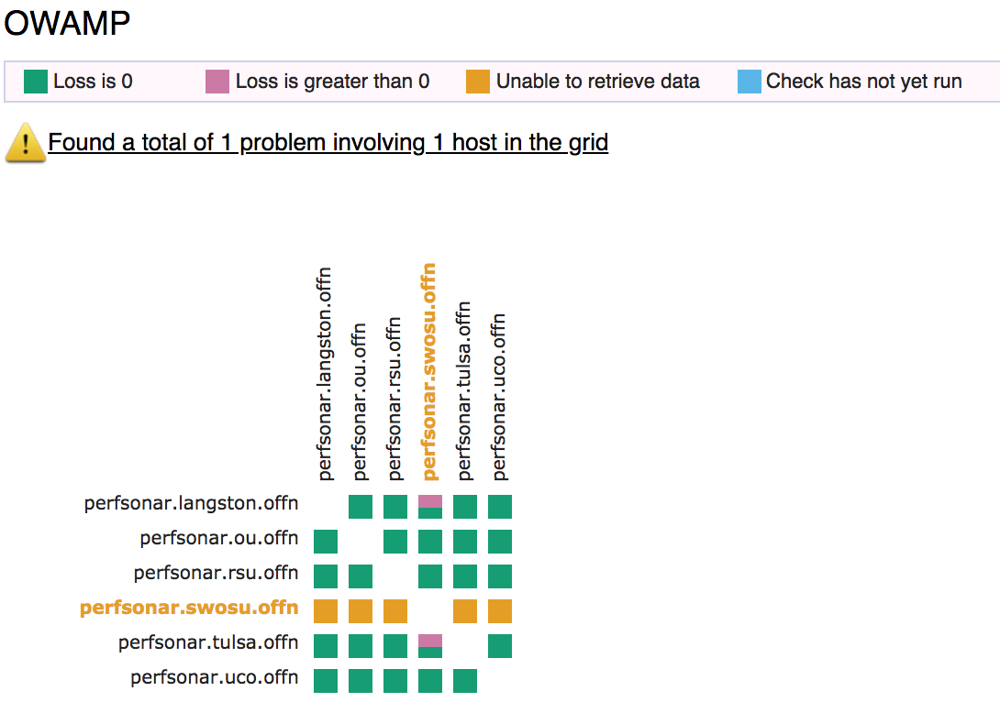 OWAMP
Loss is 0 Loss is greater than 0 Unable to retrieve data Check has not yet run
Found a total of 1 problem involving 1 host in the grid
perfsonar.langston.offn
perfsonar.ou.offn
perfsonar.rsu.offn
perfsonar.swosu.offn
perfsonar.tulsa.offn
perfsonar.uco.offn
perfsonar.langston.offn
perfsonar.ou.offn
perfsonar.rsu.offn
perfsonar.swosu.offn
perfsonar.tulsa.offn
perfsonar.uco.offn